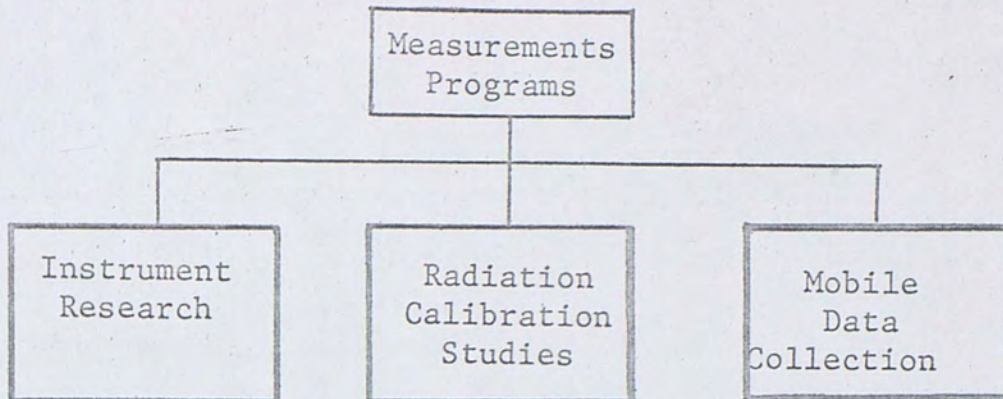 Measurements
Programs
Instrument
Research
Radiation
Calibration
Studies
Mobile
Data
Collection